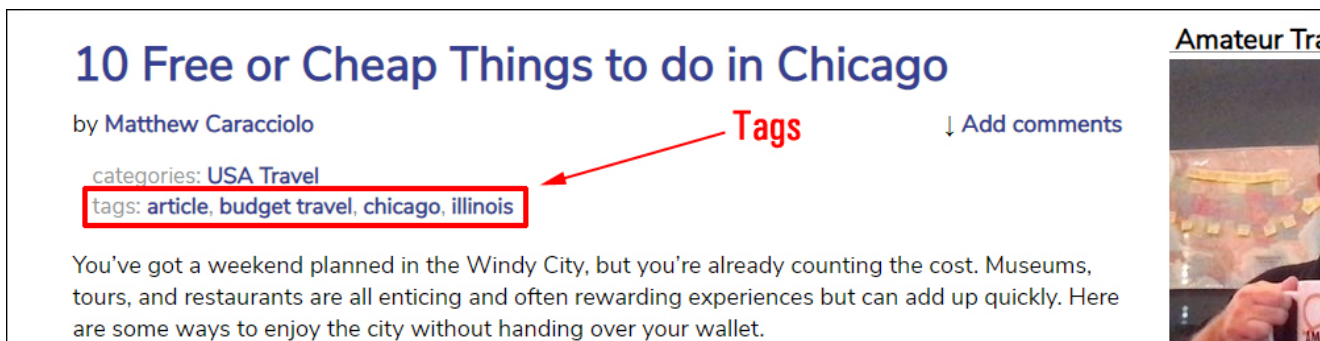 10 Free or Cheap Things to do in Chicago
by Matthew Caracciolo
Tags
↓ Add comments
categories: USA Travel
tags: article, budget travel, chicago, illinois
You've got a weekend planned in the Windy City, but you're already counting the cost. Museums,
tours, and restaurants are all enticing and often rewarding experiences but can add up quickly. Here
are some ways to enjoy the city without handing over your wallet.
Amateur Tra